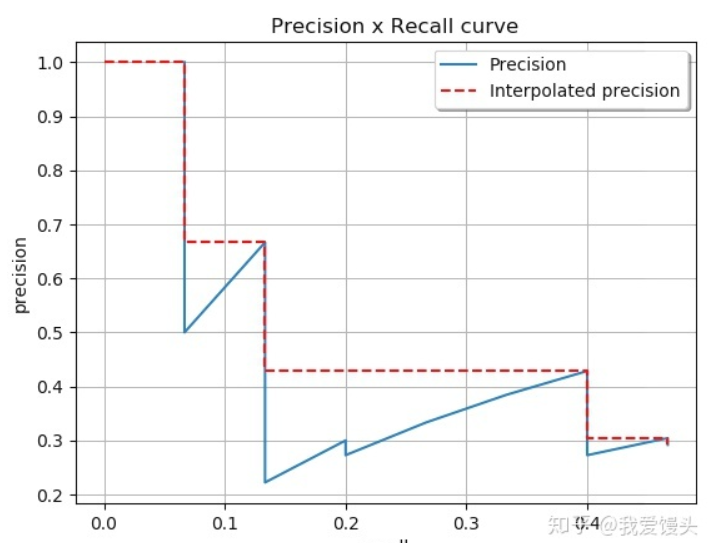 Precision x Recall curve
Precision
Interpolated precision
1.0
0.9
0.8
0.7
0.6
0.5
0.4
0.3
0.2
precision
0.0 0.1 0.2 0.3 0.4
知乎 @我爱馒头